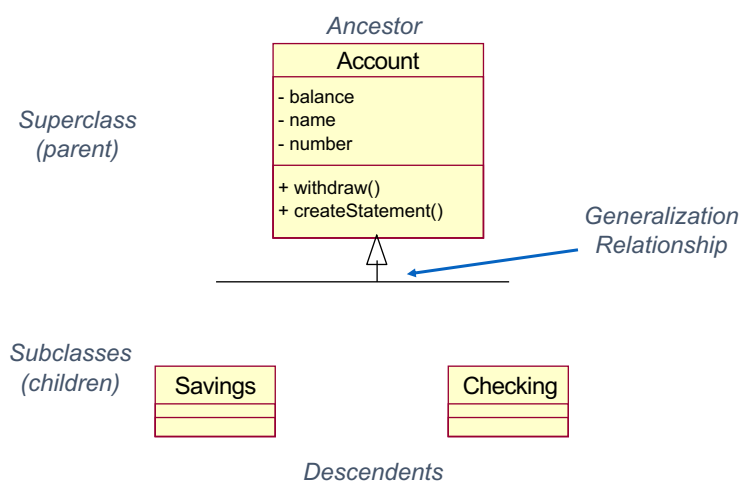 Ancestor
Account
- balance
- name
- number
Superclass
(parent)
+ withdraw()
+ createStatement()
Generalization
Relationship
Subclasses
(children)
Savings
Checking
Descendents